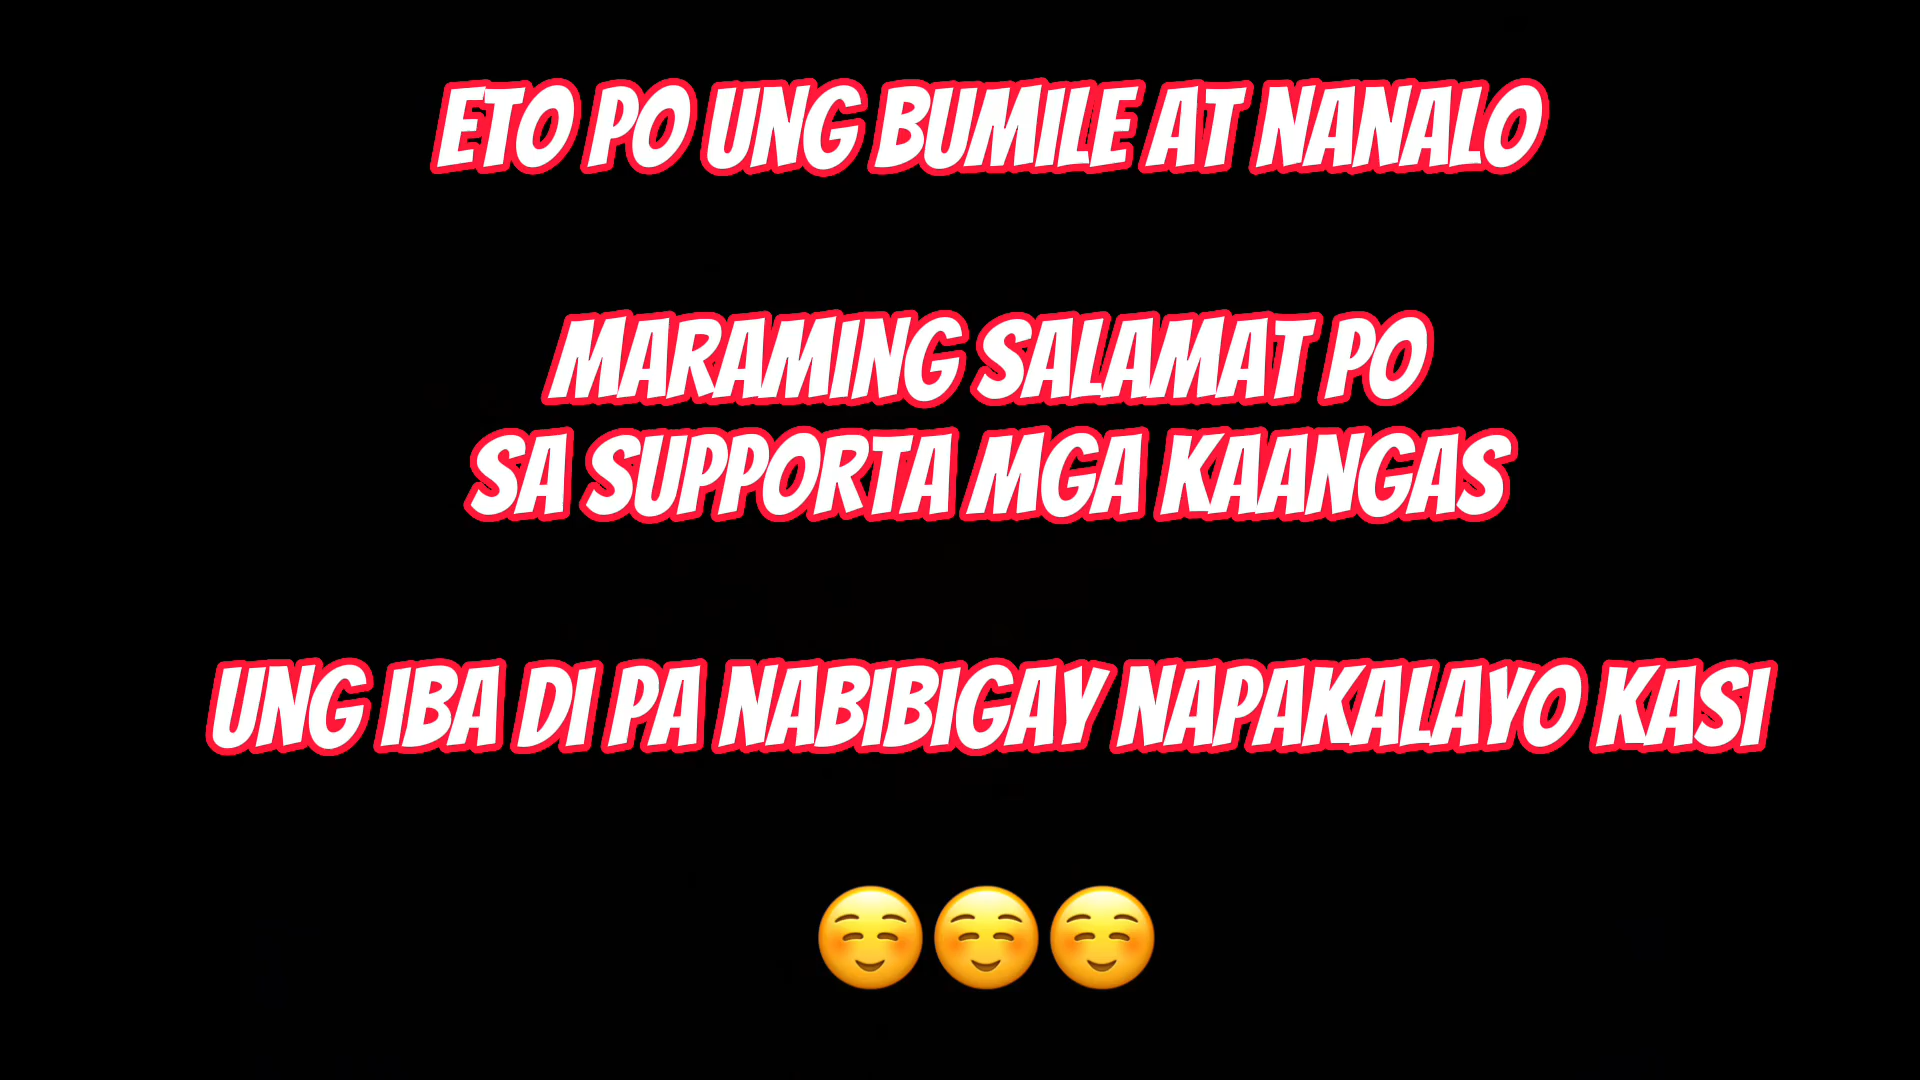 ETO PO UNG BUMILE AT NANALO
MARAMING SALAMAT PO
SA SUPPORTA MGA KAANGAS
UNG IBA DI PA NABIBIGAY NAPAKALAYO KASI
☺️☺️☺️